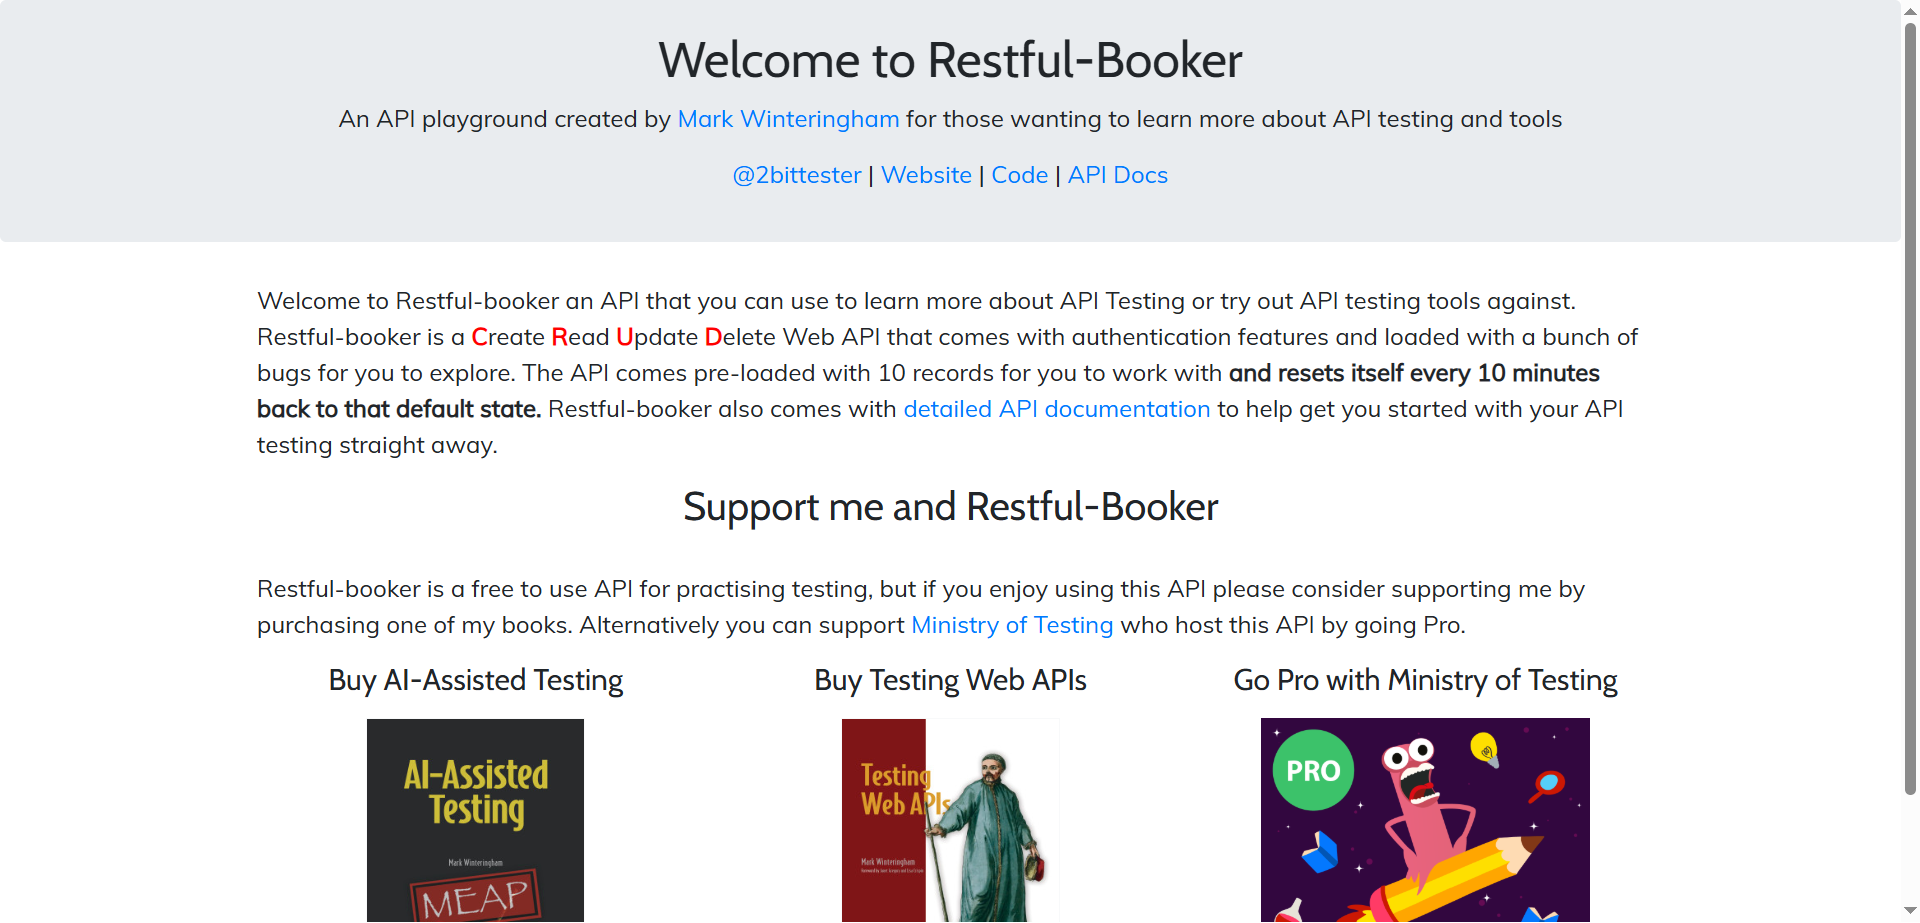 Welcome to Restful-Booker
An API playground created by Mark Winteringham for those wanting to learn more about API testing and tools
@2bittester | Website | Code | API Docs
Welcome to Restful-booker an API that you can use to learn more about API Testing or try out API testing tools against.
Restful-booker is a Create Read Update Delete Web API that comes with authentication features and loaded with a bunch of
bugs for you to explore. The API comes pre-loaded with 10 records for you to work with and resets itself every 10 minutes
back to that default state. Restful-booker also comes with detailed API documentation to help get you started with your API
testing straight away.
Support me and Restful-Booker
Restful-booker is a free to use API for practising testing, but if you enjoy using this API please consider supporting me by
purchasing one of my books. Alternatively you can support Ministry of Testing who host this API by going Pro.
Buy AI-Assisted Testing
Buy Testing Web APIs
Go Pro with Ministry of Testing
AI-Assisted
Testing
Mark Winteringham
MEAP
Testing
Web APIs
Mark Winteringham
PRO